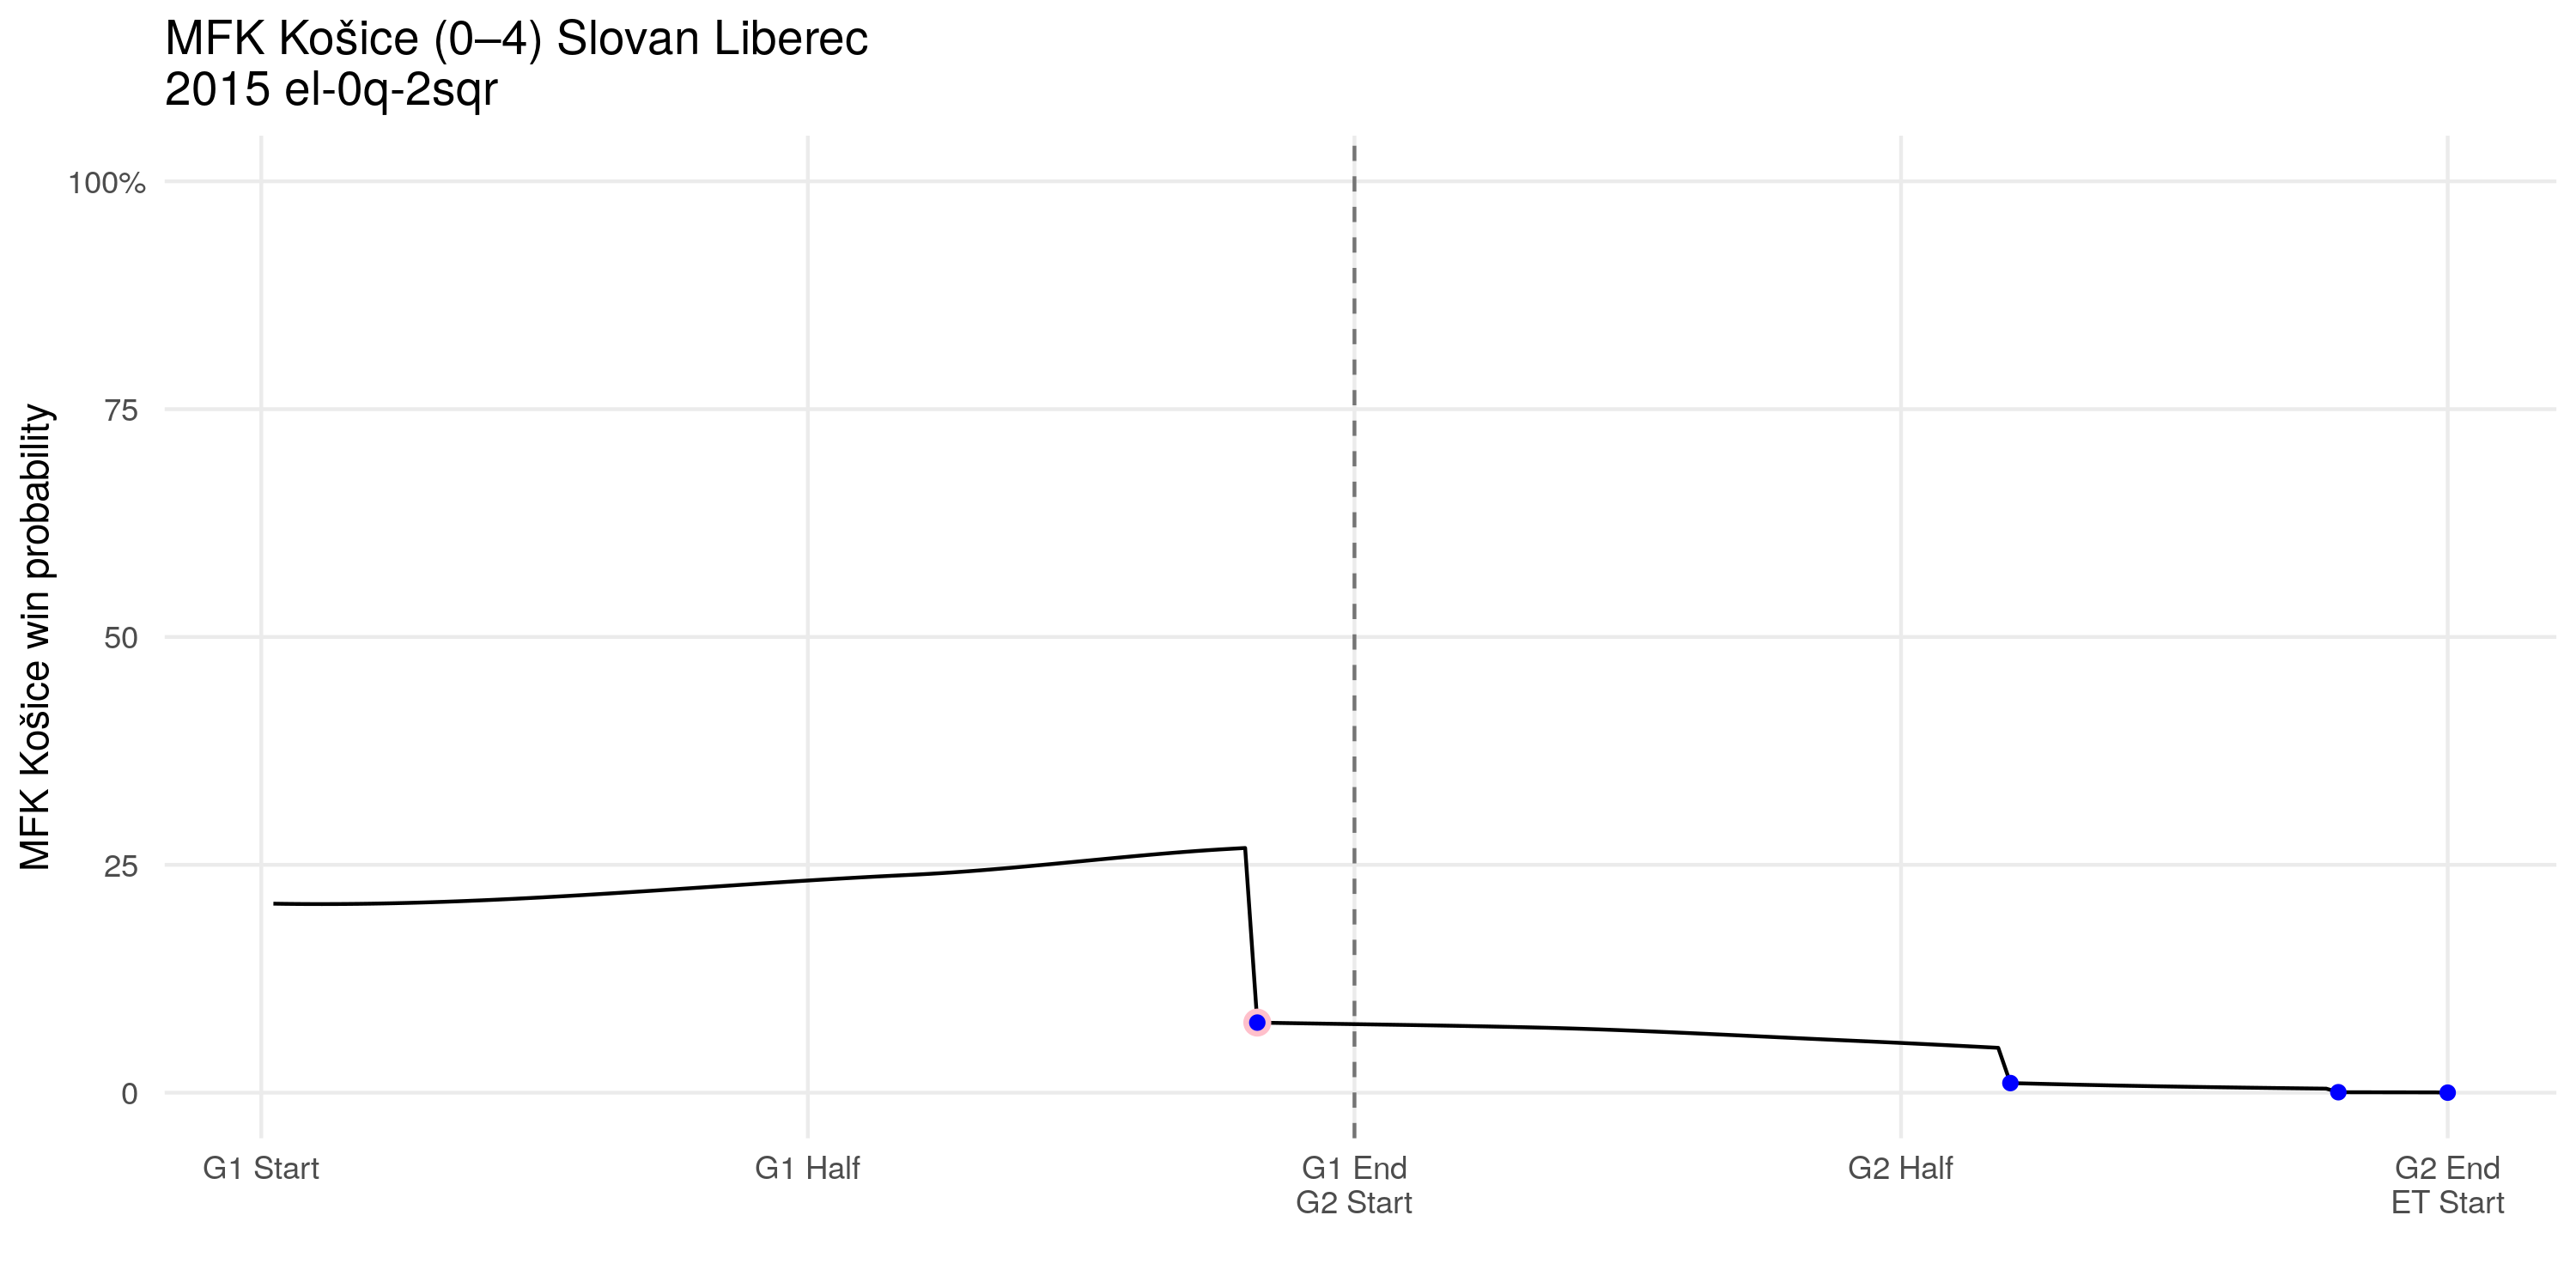 MFK Košice (0–4) Slovan Liberec
2015 el-0q-2sqr
MFK Košice win probability
100%
75
50
25
0
G1 Start
G1 Half
G1 End
G2 Start
G2 Half
G2 End
ET Start